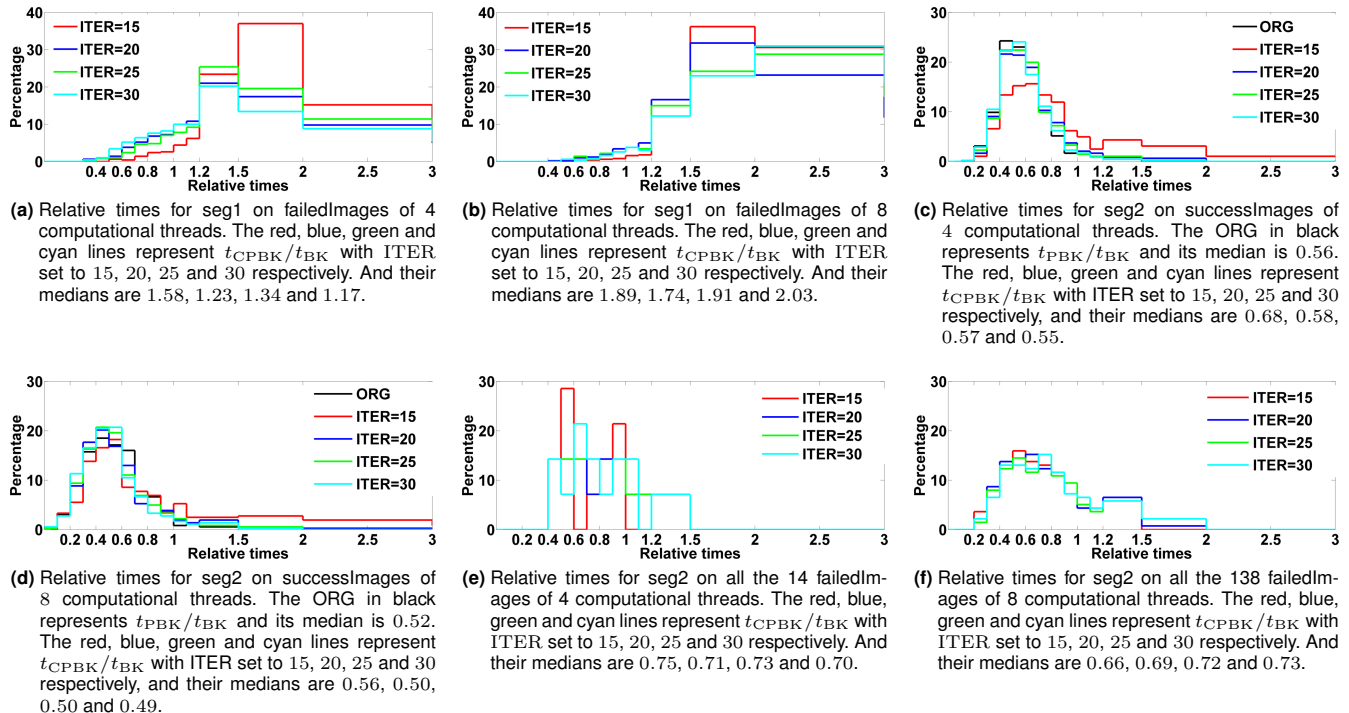 40
30
20
10
0
Percentage
ITER=15
ITER=20
ITER=25
ITER=30
0.4 0.6 0.8 1 1.2 1.5 2 2.5 3
Relative times
(a) Relative times for seg1 on failedImages of 4
computational threads. The red, blue, green and
cyan lines represent tCPBK/tBK with ITER
set to 15, 20, 25 and 30 respectively. And their
medians are 1.58, 1.23, 1.34 and 1.17.
40
30
20
10
0
Percentage
ITER=15
ITER=20
ITER=25
ITER=30
0.4 0.6 0.8 1 1.2 1.5 2 2.5 3
Relative times
(b) Relative times for seg1 on failedImages of 8
computational threads. The red, blue, green and
cyan lines represent tCPBK/tBK with ITER
set to 15, 20, 25 and 30 respectively. And their
medians are 1.89, 1.74, 1.91 and 2.03.
30
20
10
0
Percentage
ORG
ITER=15
ITER=20
ITER=25
ITER=30
0.2 0.4 0.6 0.8 1 1.2 1.5 2 2.5 3
Relative times
(c) Relative times for seg2 on successImages of
4 computational threads. The ORG in black
represents tPBK/tBK and its median is 0.56.
The red, blue, green and cyan lines represent
tCPBK/tBK with ITER set to 15, 20, 25 and 30
respectively, and their medians are 0.68, 0.58,
0.57 and 0.55.
30
20
10
0
Percentage
ORG
ITER=15
ITER=20
ITER=25
ITER=30
0.2 0.4 0.6 0.8 1 1.5 2 2.5 3
Relative times
(d) Relative times for seg2 on successImages of
8 computational threads. The ORG in black
represents tPBK/tBK and its median is 0.52.
The red, blue, green and cyan lines represent
tCPBK/tBK with ITER set to 15, 20, 25 and 30
respectively, and their medians are 0.56, 0.50,
0.50 and 0.49.
30
20
10
0
Percentage
ITER=15
ITER=20
ITER=25
ITER=30
0.2 0.4 0.6 0.8 1 1.2 1.5 2 2.5 3
Relative times
(e) Relative times for seg2 on all the 14 failedIm-
ages of 4 computational threads. The red, blue,
green and cyan lines represent tCPBK/tBK with
ITER set to 15, 20, 25 and 30 respectively. And
their medians are 0.75, 0.71, 0.73 and 0.70.
30
20
10
0
Percentage
ITER=15
ITER=20
ITER=25
ITER=30
0.2 0.4 0.6 0.8 1 1.2 1.5 2 2.5 3
Relative times
(f) Relative times for seg2 on all the 138 failedIm-
ages of 8 computational threads. The red, blue,
green and cyan lines represent tCPBK/tBK with
ITER set to 15, 20, 25 and 30 respectively. And
their medians are 0.66, 0.69, 0.72 and 0.73.